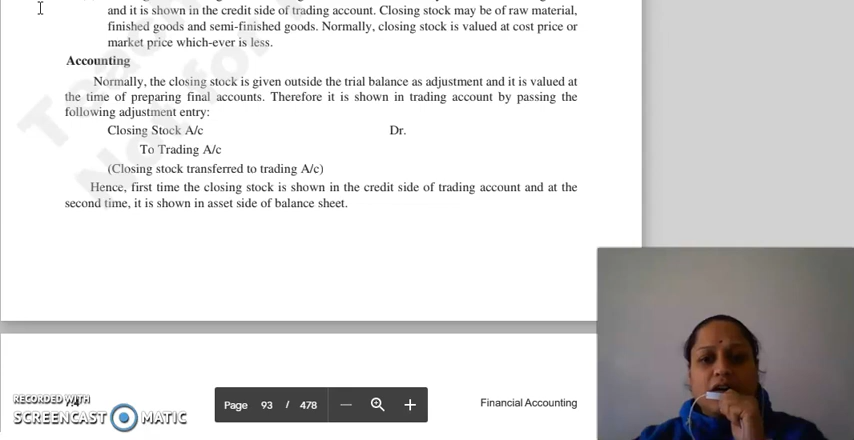 and it is shown in the credit side of trading account. Closing stock may be of raw material,
finished goods and semi-finished goods. Normally, closing stock is valued at cost price or
market price which-ever is less.
Accounting
Normally, the closing stock is given outside the trial balance as adjustment and it is valued at
the time of preparing final accounts. Therefore it is shown in trading account by passing the
following adjustment entry:
Closing Stock A/c Dr.
To Trading A/c
(Closing stock transferred to trading A/c)
Hence, first time the closing stock is shown in the credit side of trading account and at the
second time, it is shown in asset side of balance sheet.
RECORDED WITH
SCREENCAST MATIC
Page 93 / 478
Financial Accounting